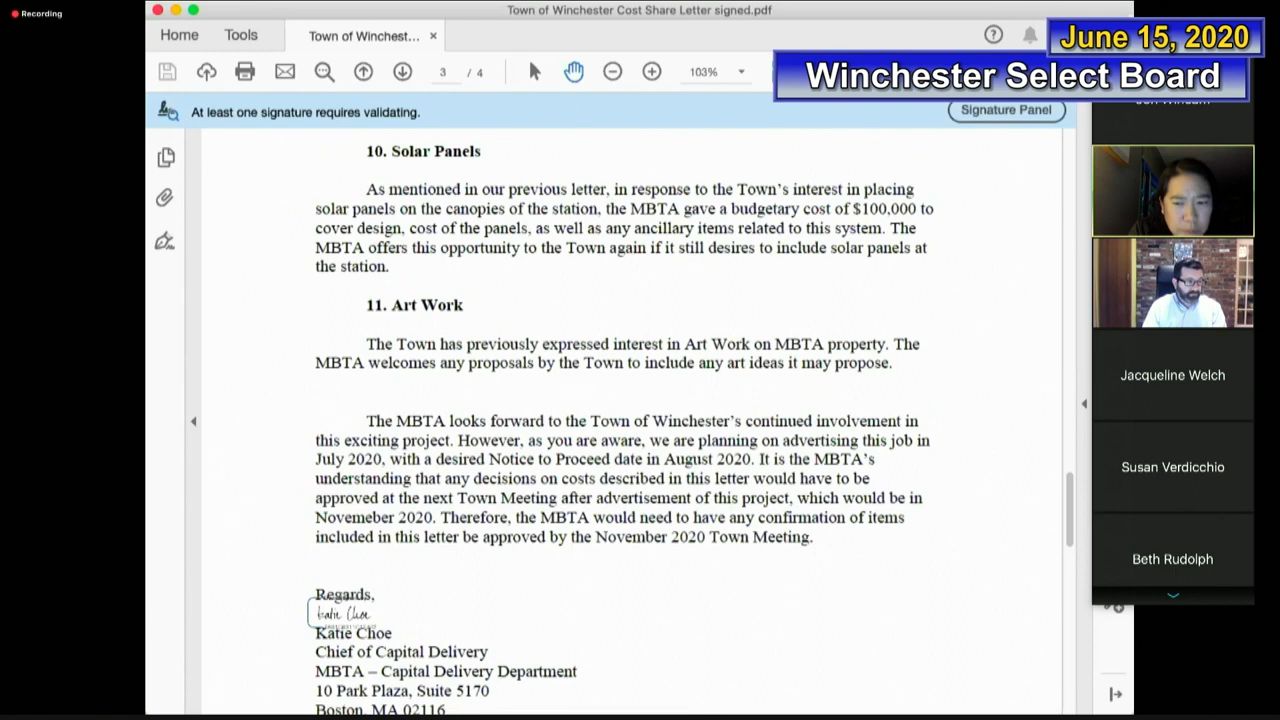 Recording
Town of Winchester Cost Share Letter signed.pdf
Home
Tools
Town of Winchest...
×
June 15, 2020
Winchester Select Board
3 / 4
103%
At least one signature requires validating.
Signature Panel
10. Solar Panels
As mentioned in our previous letter, in response to the Town's interest in placing
solar panels on the canopies of the station, the MBTA gave a budgetary cost of $100,000 to
cover design, cost of the panels, as well as any ancillary items related to this system. The
MBTA offers this opportunity to the Town again if it still desires to include solar panels at
the station.
11. Art Work
The Town has previously expressed interest in Art Work on MBTA property. The
MBTA welcomes any proposals by the Town to include any art ideas it may propose.
The MBTA looks forward to the Town of Winchester's continued involvement in
this exciting project. However, as you are aware, we are planning on advertising this job in
July 2020, with a desired Notice to Proceed date in August 2020. It is the MBTA's
understanding that any decisions on costs described in this letter would have to be
approved at the next Town Meeting after advertisement of this project, which would be in
Novemeber 2020. Therefore, the MBTA would need to have any confirmation of items
included in this letter be approved by the November 2020 Town Meeting.
Regards,
Katie Choe
Katie Choe
Chief of Capital Delivery
MBTA – Capital Delivery Department
10 Park Plaza, Suite 5170
Boston, MA 02116
Jacqueline Welch
Susan Verdicchio
Beth Rudolph